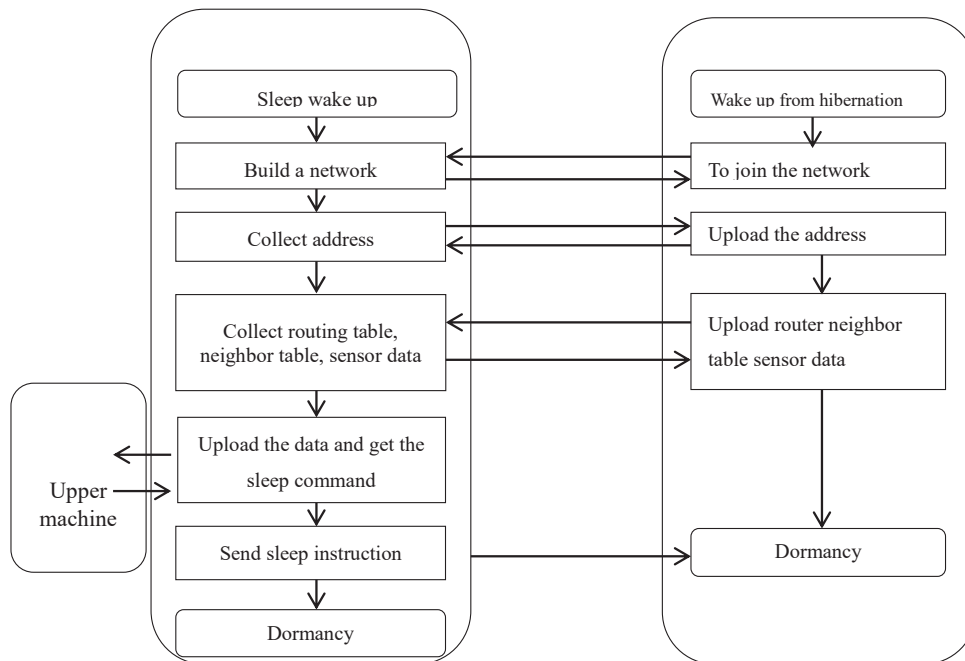 Sleep wake up
Build a network
Collect address
Collect routing table,
neighbor table, sensor data
Upload the data and get the
sleep command
Send sleep instruction
Dormancy
Upper
machine
Wake up from hibernation
To join the network
Upload the address
Upload router neighbor
table sensor data
Dormancy